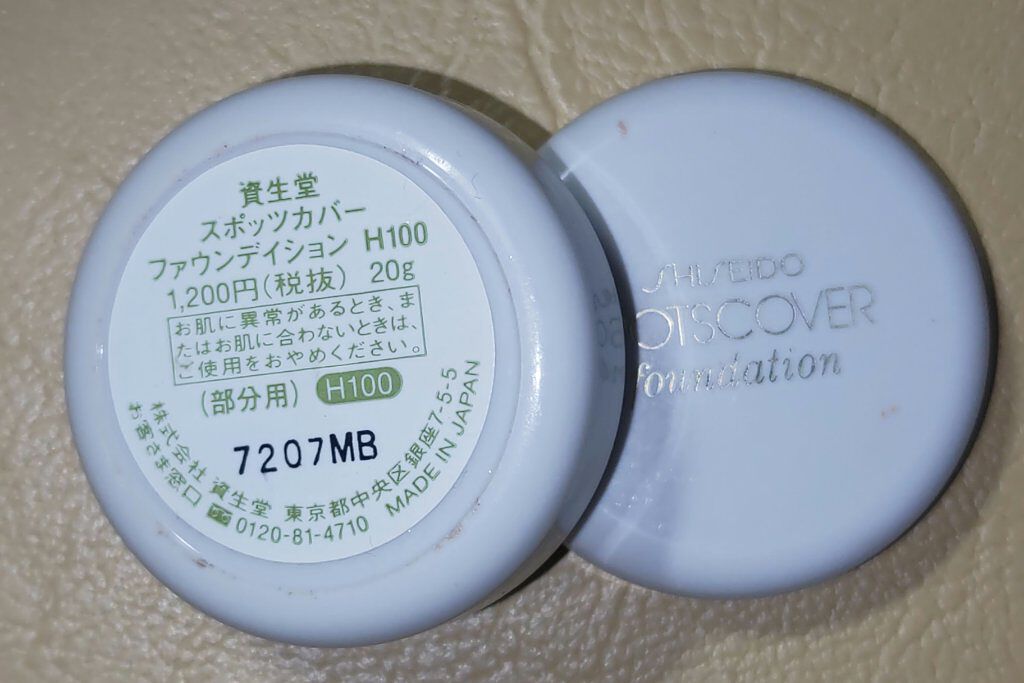 資生堂
スポッツカバー
ファウンデイション H100
1,200円(税抜) 20g
お肌に異常があるとき、ま
たはお肌に合わないときは、
ご使用をおやめください。
(部分用) H100
7207MB
株式会社 資生堂 東京都中央区銀座7-5-5
お客さま窓口 0120-81-4710 MADE IN JAPAN
SHISEIDO
OTSCOVER
foundation